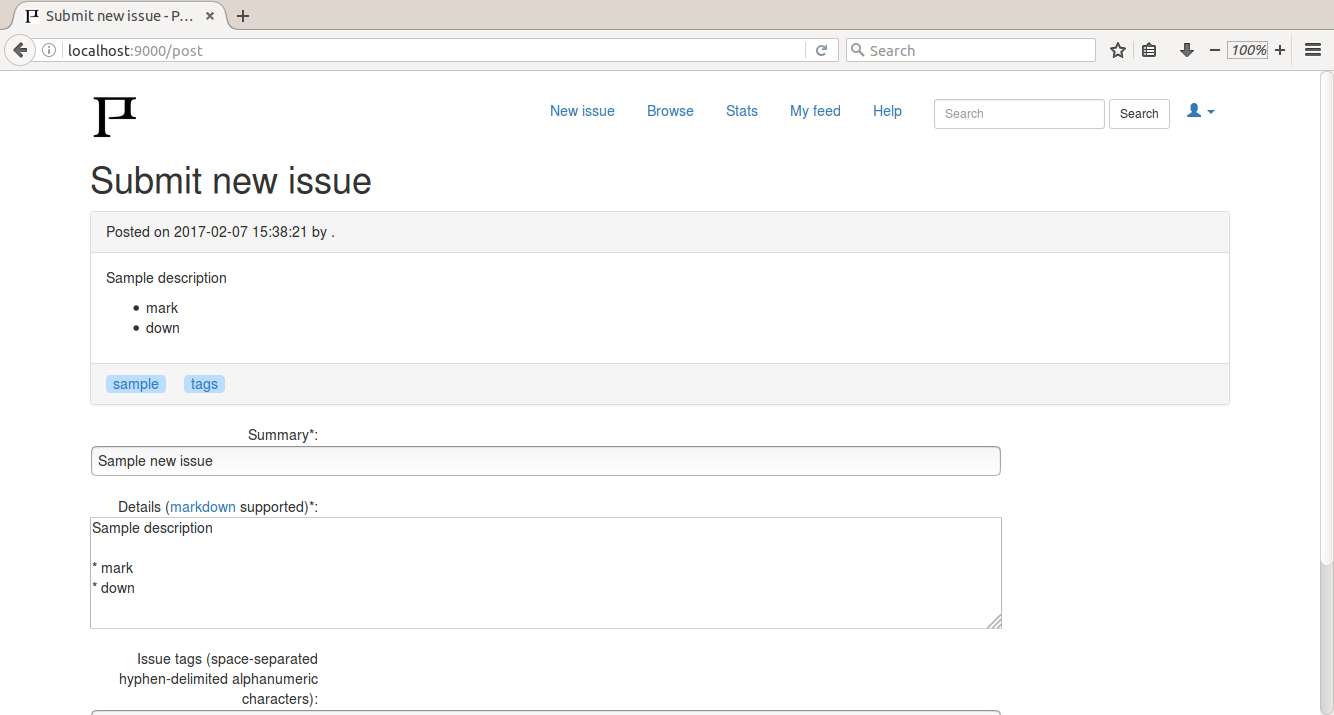 Submit new issue - P...
localhost:9000/post
Search
100%
New issue Browse Stats My feed Help Search Search
Submit new issue
Posted on 2017-02-07 15:38:21 by .
Sample description
• mark
• down
sample tags
Summary*:
Sample new issue
Details (markdown supported)*:
Sample description
* mark
* down
Issue tags (space-separated
hyphen-delimited alphanumeric
characters):